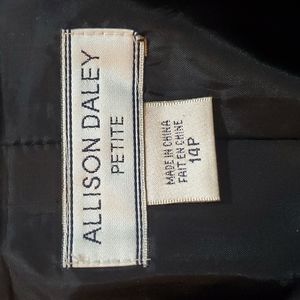 ALLISON DALEY
PETITE
MADE IN CHINA
FAIT EN CHINE
14P